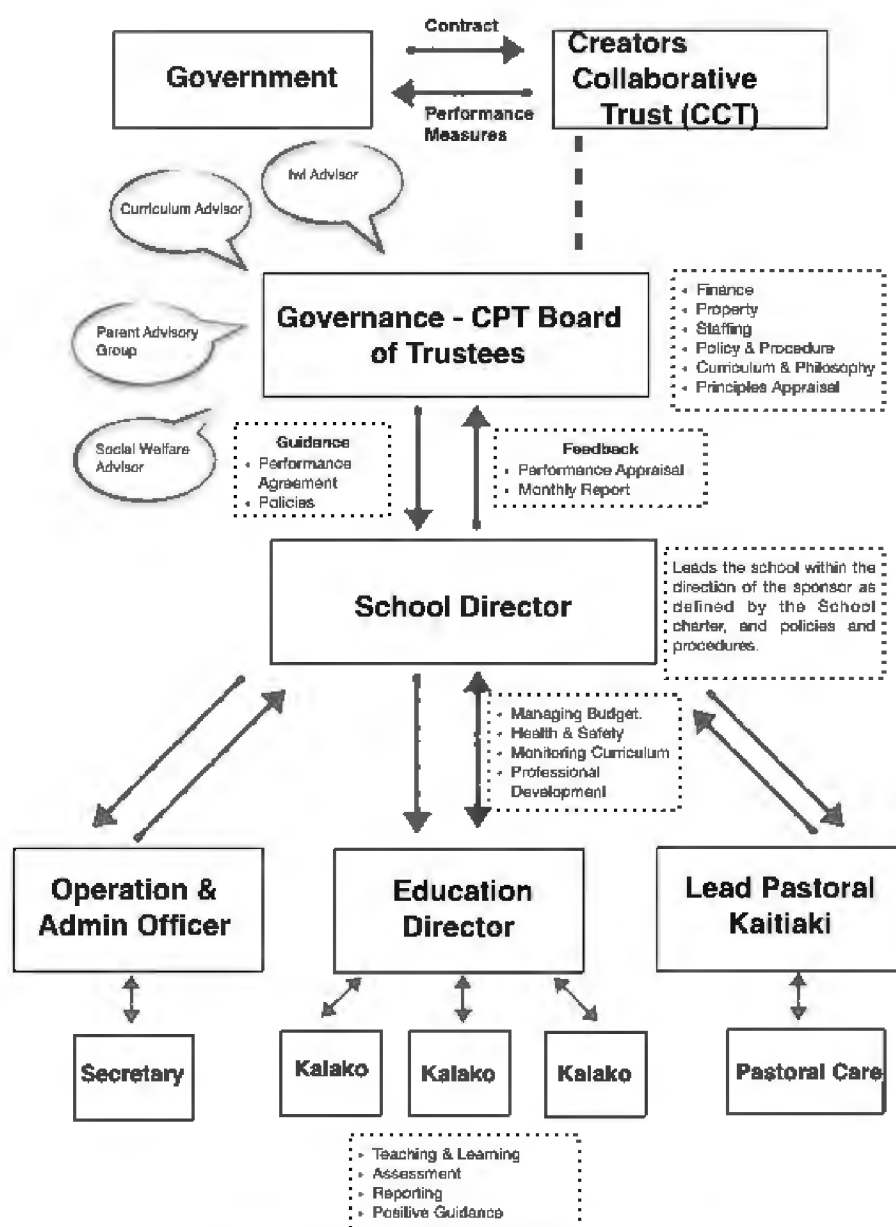 Contract
Government
Creators
Collaborative
Trust (CCT)
Performance
Measures
Iwi Advisor
Curriculum Advisor
Governance - CPT Board
of Trustees
• Finance
• Property
• Staffing
• Policy & Procedure
• Curriculum & Philosophy
• Principles Appraisal
Parent Advisory
Group
Social Welfare
Advisor
Guidance
• Performance
Agreement
• Policies
Feedback
• Performance Appraisal
• Monthly Report
School Director
Leads the school within the
direction of the sponsor as
defined by the School
charter, and policies and
procedures.
• Managing Budget.
• Health & Safety
• Monitoring Curriculum
• Professional
Development
Operation &
Admin Officer
Education
Director
Lead Pastoral
Kaitiaki
Secretary
Kaiako
Kaiako
Kaiako
Pastoral Care
• Teaching & Learning
• Assessment
• Reporting
• Positive Guidance